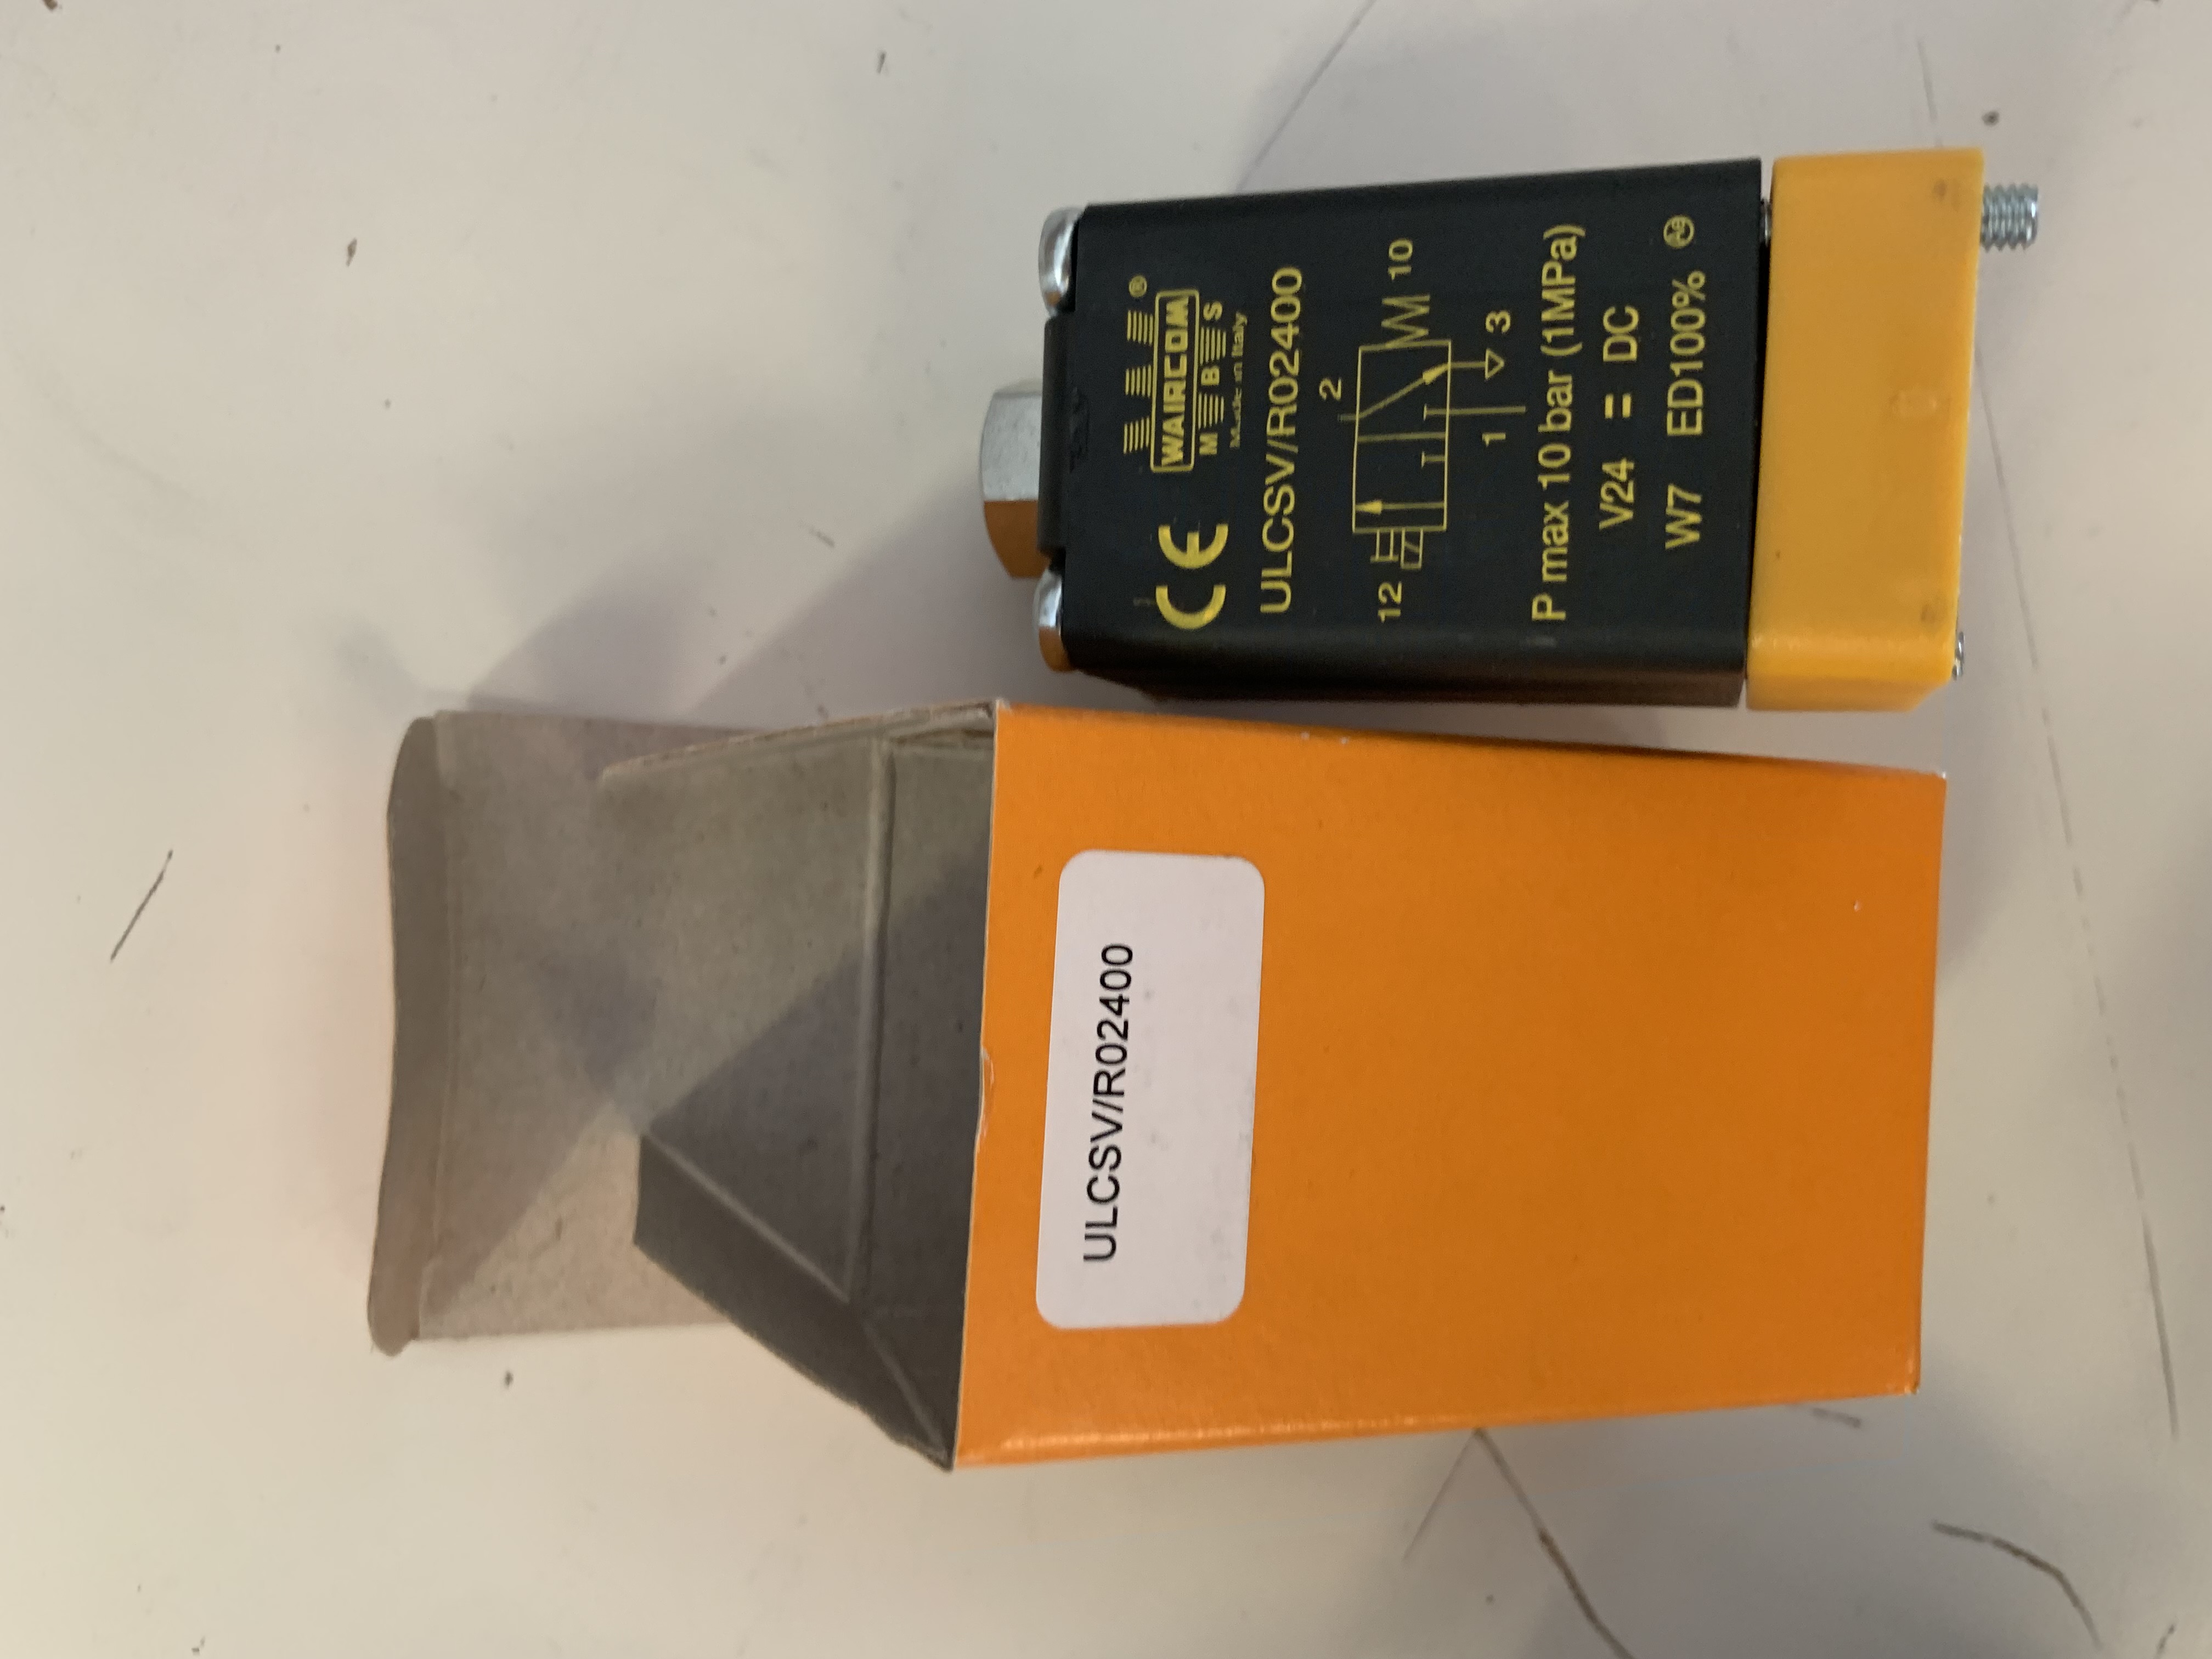 CE
WAIRCOM ®
M B S
Made in Italy
ULCSV/R02400
2
12
10
1
3
P max 10 bar (1MPa)
V24 = DC
W7 ED100%
ULCSV/R02400